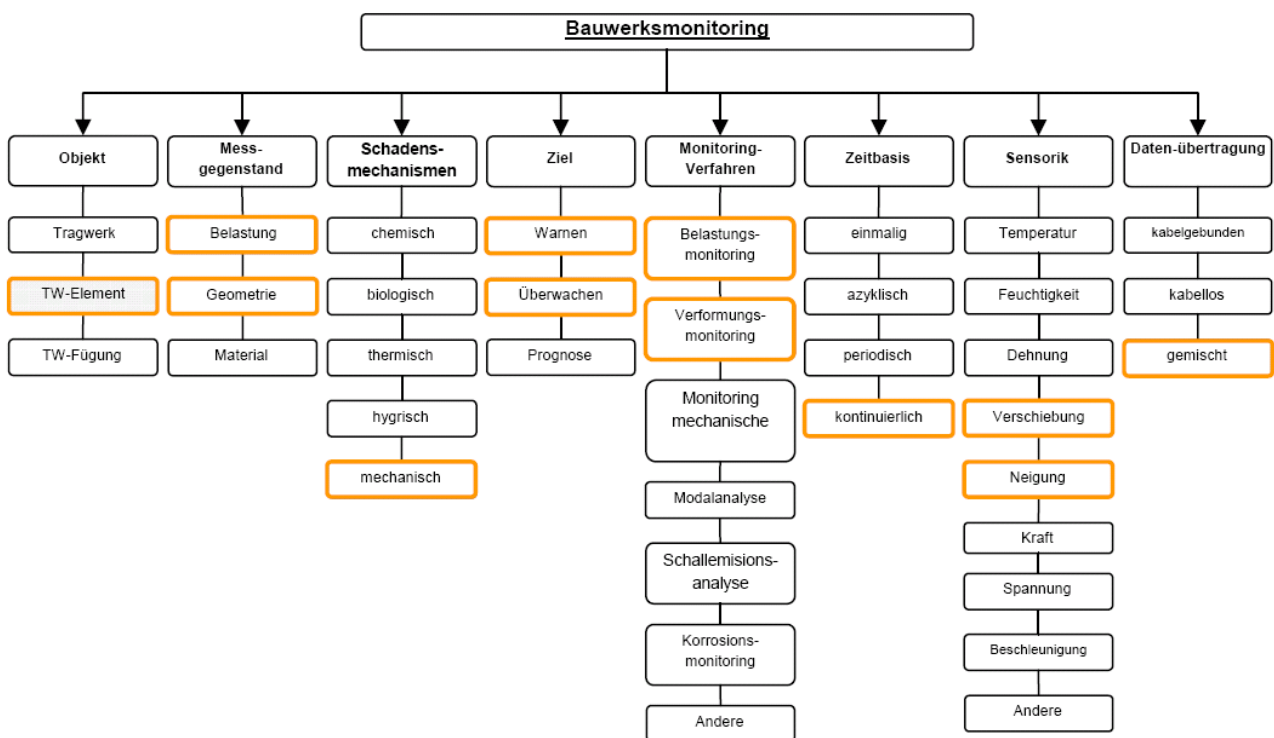 Bauwerksmonitoring
Objekt
Tragwerk
TW-Element
TW-Fügung
Mess-
gegenstand
Belastung
Geometrie
Material
Schadens-
mechanismen
chemisch
biologisch
thermisch
hygrisch
mechanisch
Ziel
Warnen
Überwachen
Prognose
Monitoring-
Verfahren
Belastungs-
monitoring
Verformungs-
monitoring
Monitoring
mechanische
Modalanalyse
Schallemisions-
analyse
Korrosions-
monitoring
Andere
Zeitbasis
einmalig
azyklisch
periodisch
kontinuierlich
Sensorik
Temperatur
Feuchtigkeit
Dehnung
Verschiebung
Neigung
Kraft
Spannung
Beschleunigung
Andere
Daten-übertragung
kabelgebunden
kabellos
gemischt